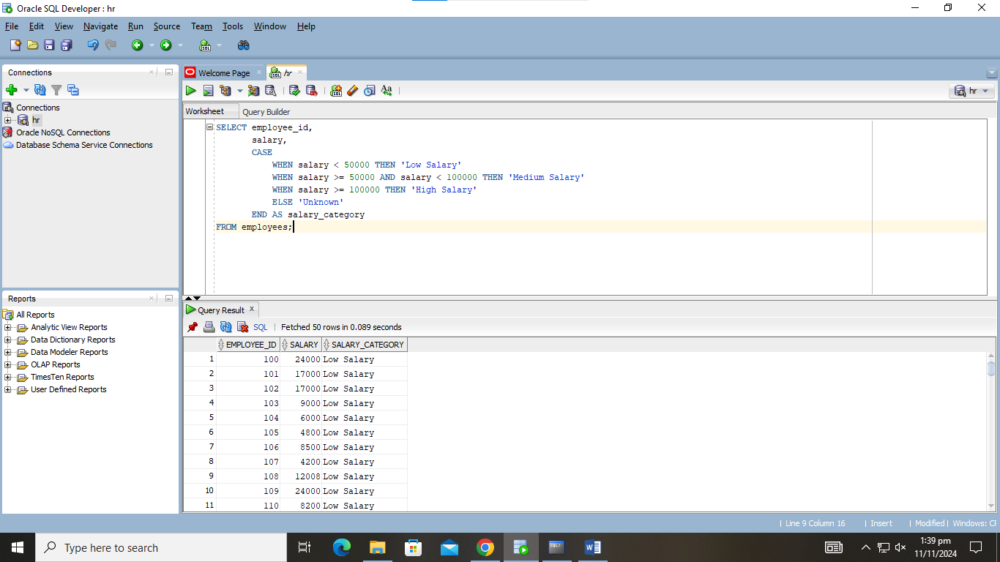 Oracle SQL Developer : hr
File Edit View Navigate Run Source Team Tools Window Help
Connections
Connections
hr
Oracle NoSQL Connections
Database Schema Service Connections
Reports
All Reports
Analytic View Reports
Data Dictionary Reports
Data Modeler Reports
OLAP Reports
TimesTen Reports
User Defined Reports
Welcome Page hr
hr
Worksheet Query Builder
SELECT employee_id,
salary,
CASE
WHEN salary < 50000 THEN 'Low Salary'
WHEN salary >= 50000 AND salary < 100000 THEN 'Medium Salary'
WHEN salary >= 100000 THEN 'High Salary'
ELSE 'Unknown'
END AS salary_category
FROM employees;
Query Result
SQL | Fetched 50 rows in 0.089 seconds
EMPLOYEE_ID SALARY SALARY_CATEGORY
1 100 24000 Low Salary
2 101 17000 Low Salary
3 102 17000 Low Salary
4 103 9000 Low Salary
5 104 6000 Low Salary
6 105 4800 Low Salary
7 106 8500 Low Salary
8 107 4200 Low Salary
9 108 12008 Low Salary
10 109 24000 Low Salary
11 110 8200 Low Salary
| Line 9 Column 16 | Insert | Modified | Windows: CF
Type here to search
1:39 pm
11/11/2024